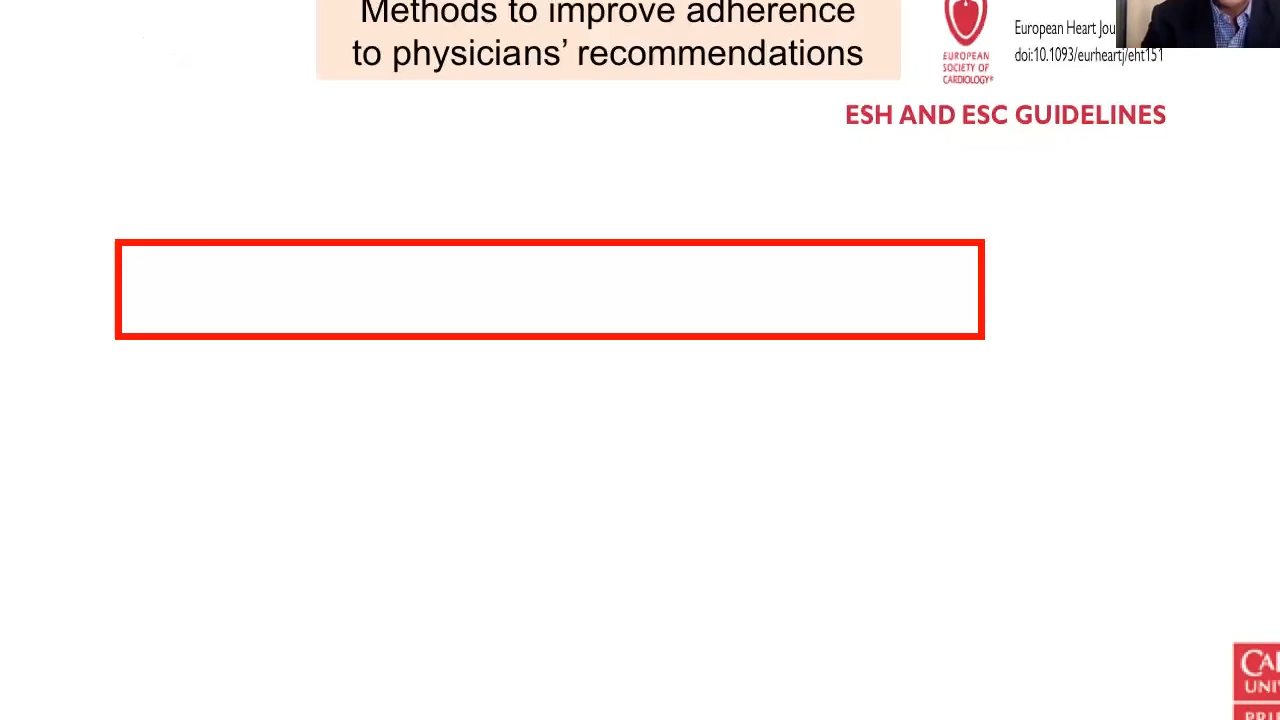 Methods to improve adherence
to physicians’ recommendations
European Heart
doi:10.1093/eurheartj/eht151
EUROPEAN
SOCIETY OF
CARDIOLOGY®
ESH AND ESC GUIDELINES